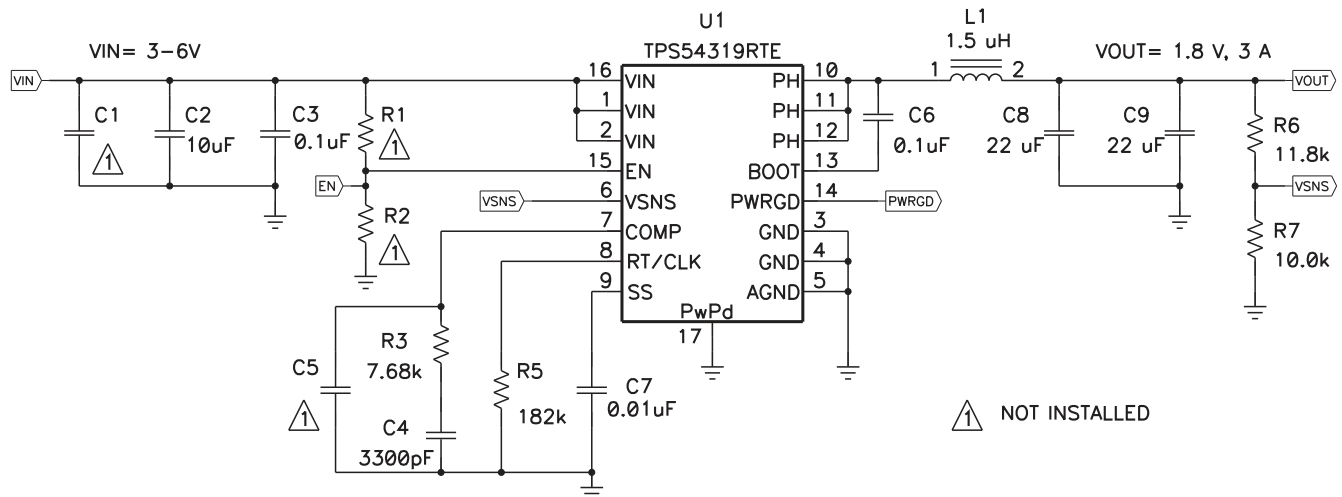 U1
TPS54319RTE
L1
1.5 uH
VIN= 3-6V
VOUT= 1.8 V, 3 A
VIN
16 VIN
1 VIN
2 VIN
15 EN
6 VSNS
7 COMP
8 RT/CLK
9 SS
PH 10
PH 11
PH 12
BOOT 13
PWRGD 14
GND 3
GND 4
AGND 5
PwPd
17
1 2
VOUT
C1
1
C2
10uF
C3
0.1uF
R1
1
EN
R2
1
VSNS
C6
0.1uF
PWRGD
C8
22 uF
C9
22 uF
R6
11.8k
VSNS
R7
10.0k
C5
1
R3
7.68k
C4
3300pF
R5
182k
C7
0.01uF
1 NOT INSTALLED